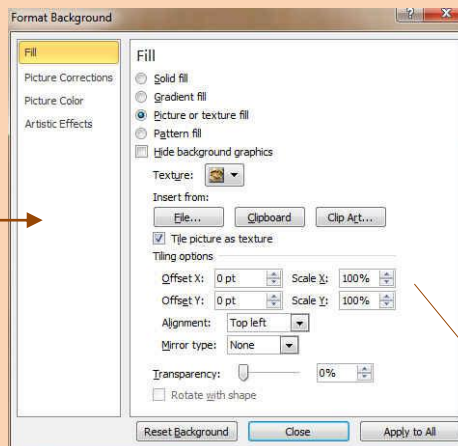 Format Background
Fill
Picture Corrections
Picture Color
Artistic Effects
Fill
Solid fill
Gradient fill
Picture or texture fill
Pattern fill
Hide background graphics
Texture:
Insert from:
File... Clipboard Clip Art...
Tile picture as texture
Tiling options
Offset X: 0 pt Scale X: 100%
Offset Y: 0 pt Scale Y: 100%
Alignment: Top left
Mirror type: None
Transparency: 0%
Rotate with shape
Reset Background Close Apply to All